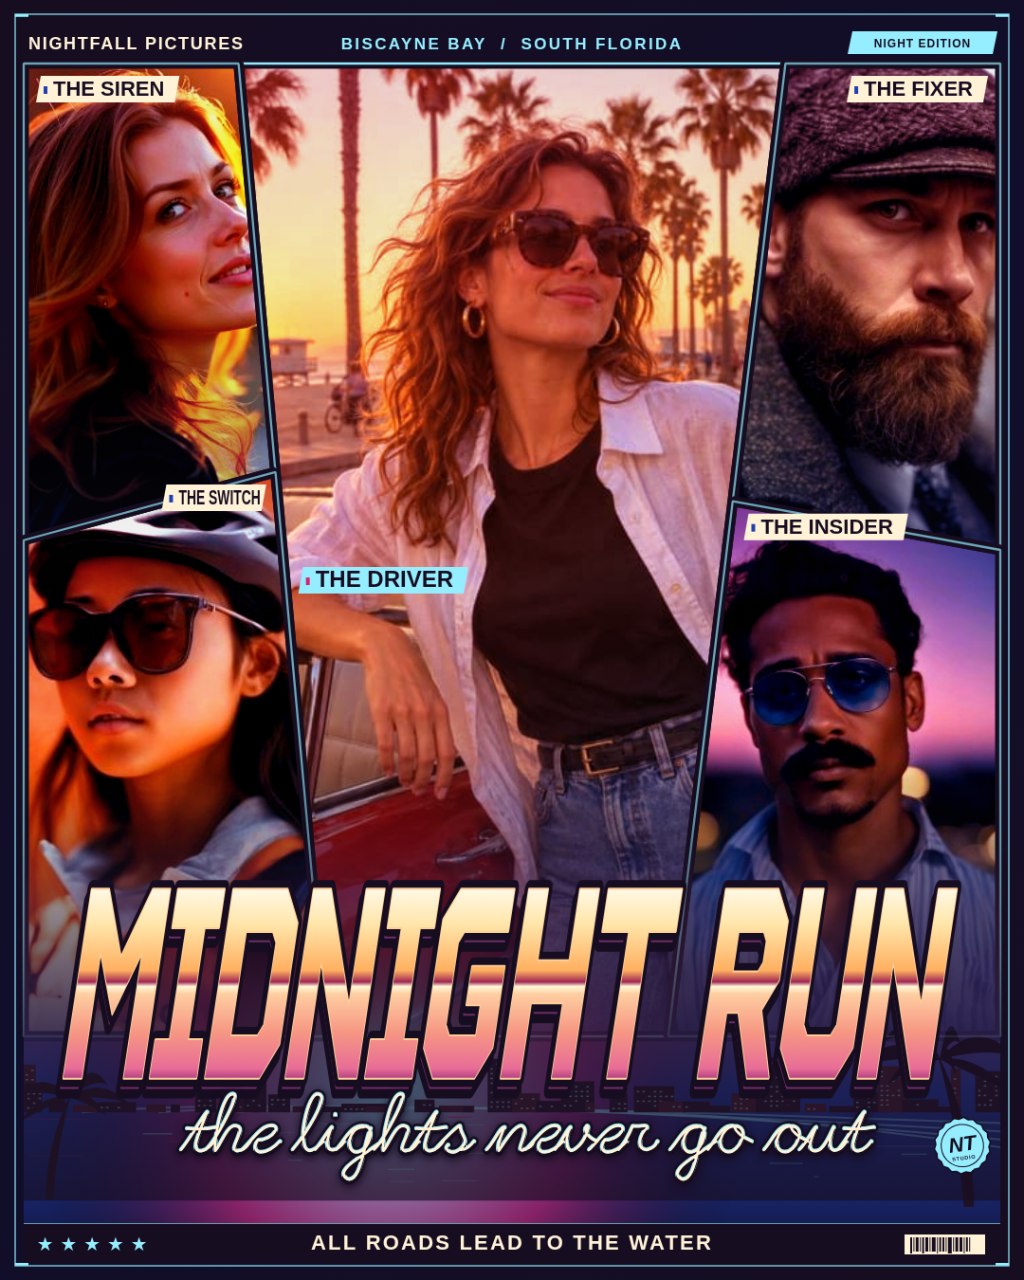 NIGHTFALL PICTURES
BISCAYNE BAY / SOUTH FLORIDA
NIGHT EDITION
THE SIREN
THE FIXER
THE SWITCH
THE INSIDER
THE DRIVER
MIDNIGHT RUN
the lights never go out
NT
STUDIO
ALL ROADS LEAD TO THE WATER